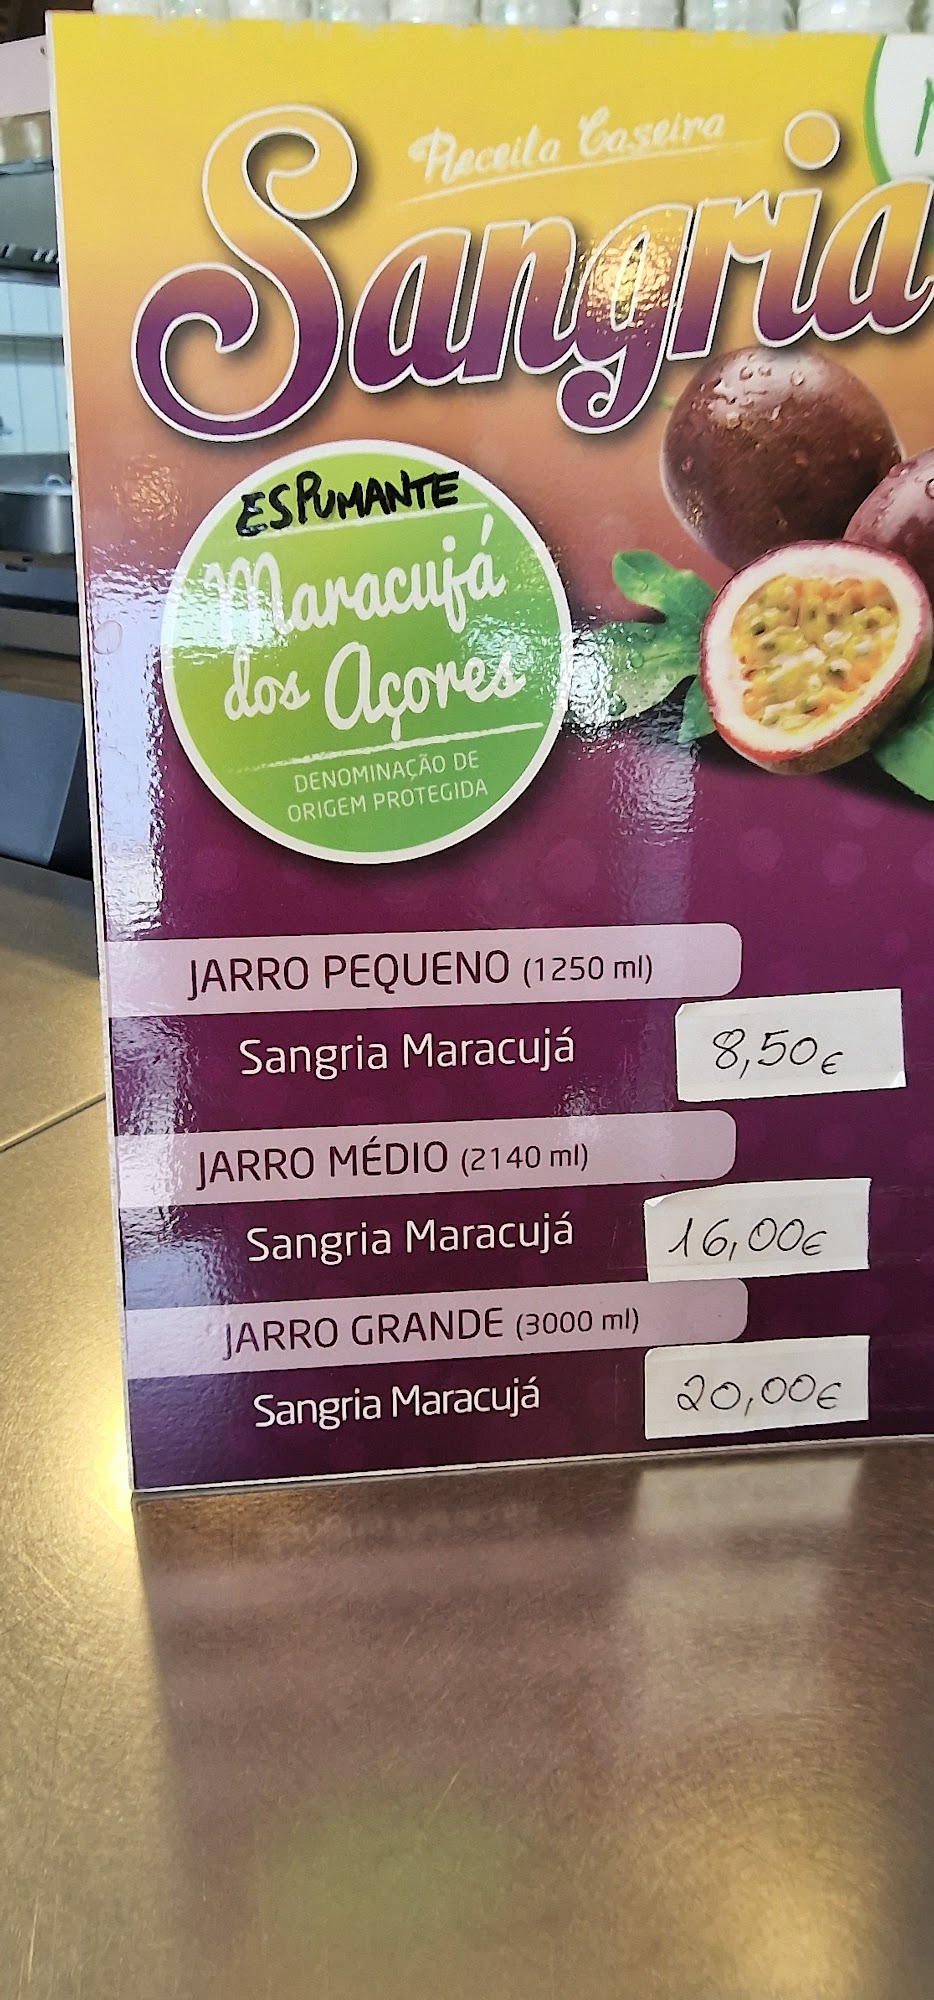 Receita Caseira
Sangria
ESPUMANTE
Maracujá
dos Açores
DENOMINAÇÃO DE
ORIGEM PROTEGIDA
JARRO PEQUENO (1250 ml)
Sangria Maracujá 8,50€
JARRO MÉDIO (2140 ml)
Sangria Maracujá 16,00€
JARRO GRANDE (3000 ml)
Sangria Maracujá 20,00€